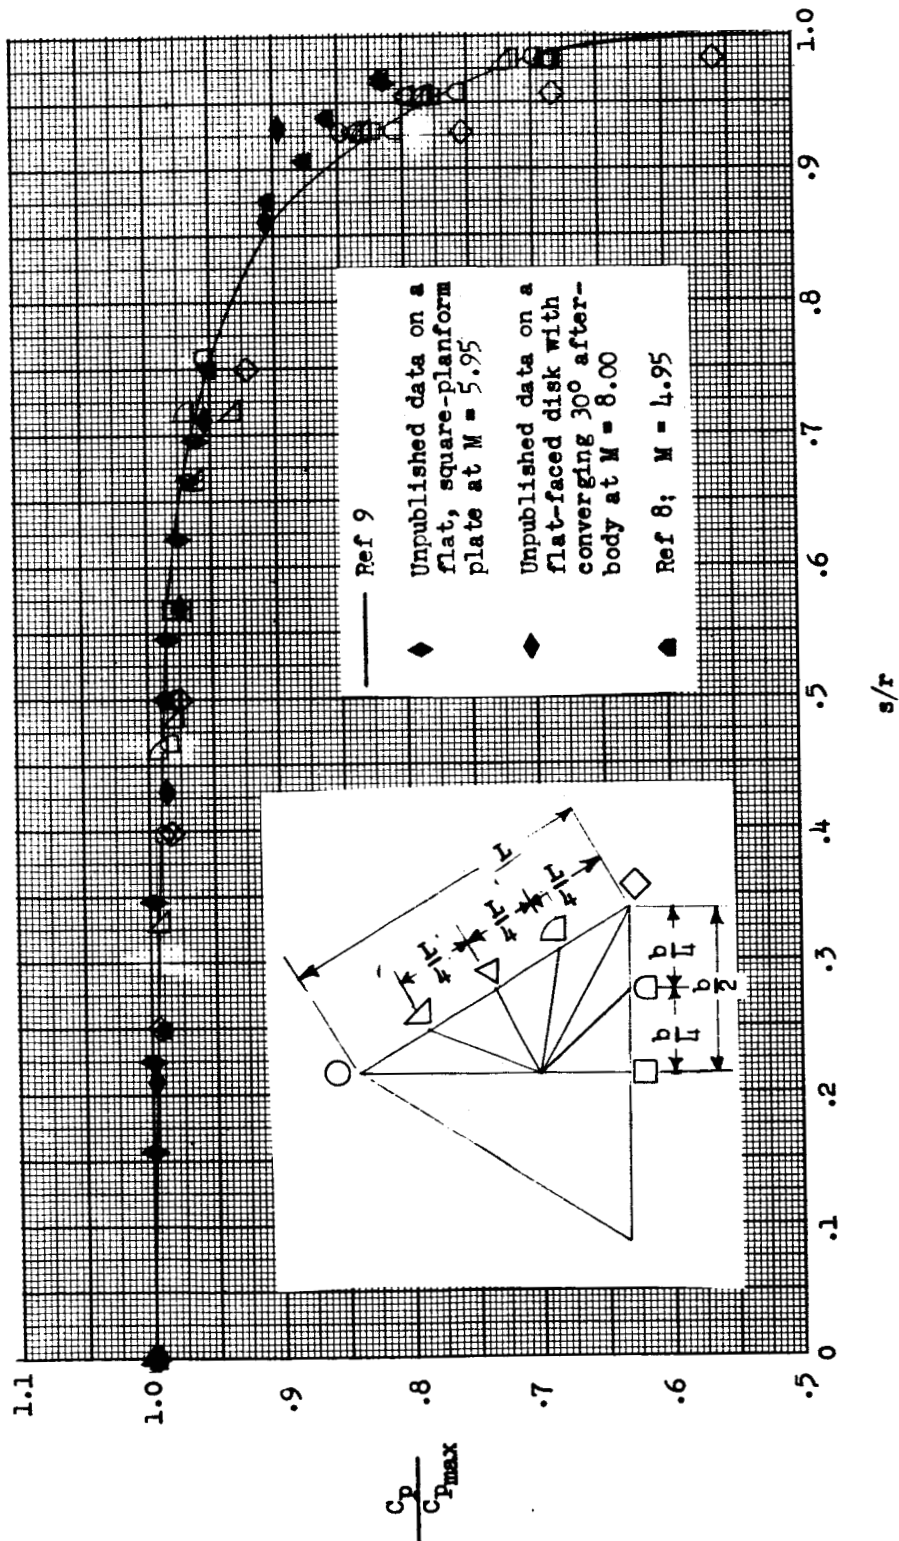 1.1
1.0
.9
.8
.7
.6
.5
Cp
Cpmax
Ref 9
Unpublished data on a
flat, square-planform
plate at M = 5.95
Unpublished data on a
flat-faced disk with
converging 30° after-
body at M = 8.00
Ref 8; M = 4.95
L
L/4
L/4
L/4
b/4
b/4
b/2
0
.1
.2
.3
.4
.5
.6
.7
.8
.9
1.0
s/r